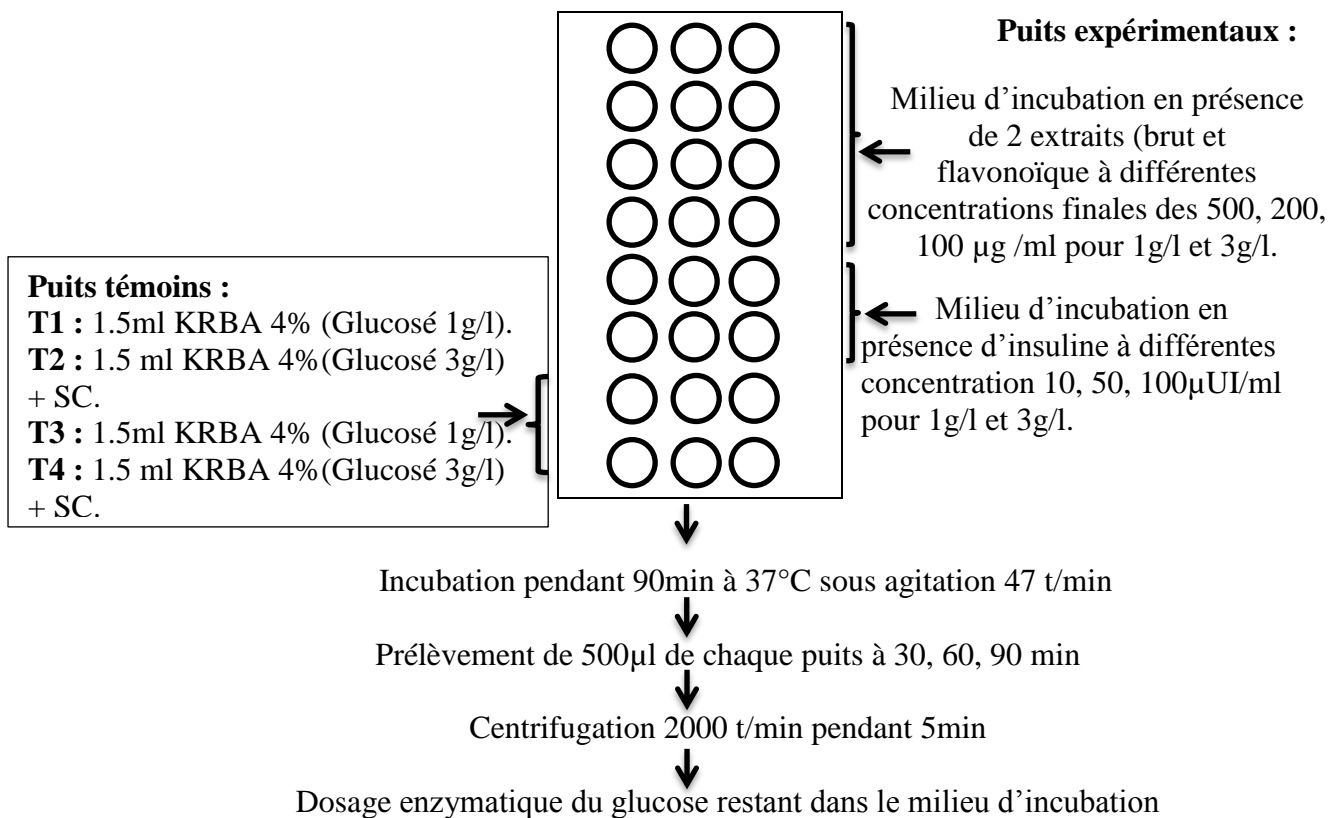 Puits expérimentaux :
Milieu d’incubation en présence
de 2 extraits (brut et
flavonoïque à différentes
concentrations finales des 500, 200,
100 µg /ml pour 1g/l et 3g/l.
Milieu d’incubation en
présence d’insuline à différentes
concentration 10, 50, 100µUI/ml
pour 1g/l et 3g/l.
Puits témoins :
T1 : 1.5ml KRBA 4% (Glucosé 1g/l).
T2 : 1.5 ml KRBA 4%(Glucosé 3g/l)
+ SC.
T3 : 1.5ml KRBA 4% (Glucosé 1g/l).
T4 : 1.5 ml KRBA 4%(Glucosé 3g/l)
+ SC.
Incubation pendant 90min à 37°C sous agitation 47 t/min
Prélèvement de 500µl de chaque puits à 30, 60, 90 min
Centrifugation 2000 t/min pendant 5min
Dosage enzymatique du glucose restant dans le milieu d’incubation